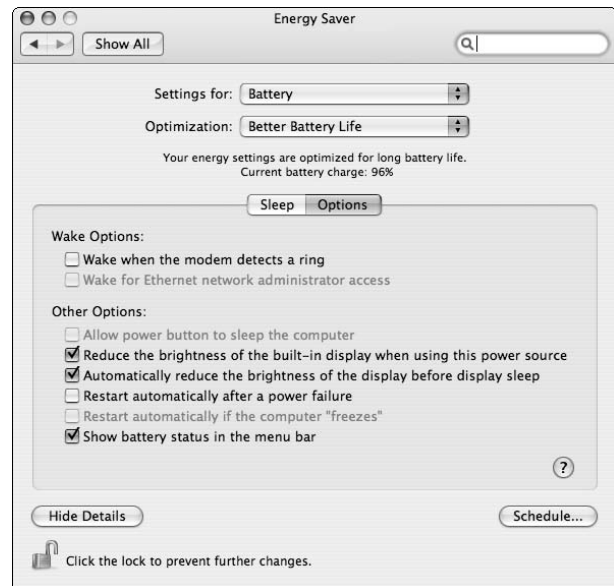 Energy Saver
Show All
Settings for: Battery
Optimization: Better Battery Life
Your energy settings are optimized for long battery life.
Current battery charge: 96%
Sleep Options
Wake Options:
Wake when the modem detects a ring
Wake for Ethernet network administrator access
Other Options:
Allow power button to sleep the computer
Reduce the brightness of the built-in display when using this power source
Automatically reduce the brightness of the display before display sleep
Restart automatically after a power failure
Restart automatically if the computer "freezes"
Show battery status in the menu bar
?
Hide Details Schedule...
Click the lock to prevent further changes.